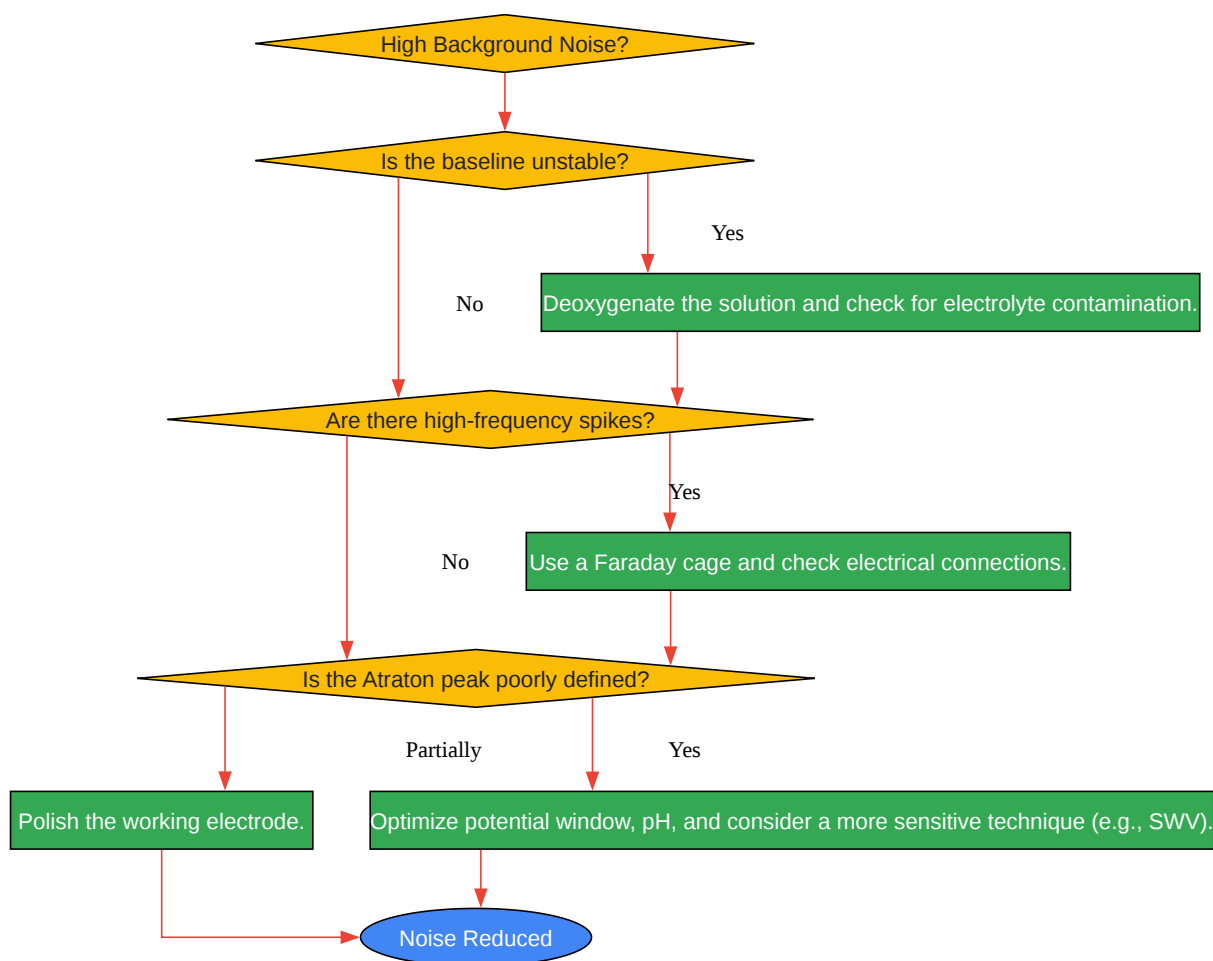 High Background Noise?
Is the baseline unstable?
Yes
No
Deoxygenate the solution and check for electrolyte contamination.
Are there high-frequency spikes?
Yes
No
Use a Faraday cage and check electrical connections.
Is the Atraton peak poorly defined?
Partially
Yes
Polish the working electrode.
Optimize potential window, pH, and consider a more sensitive technique (e.g., SWV).
Noise Reduced